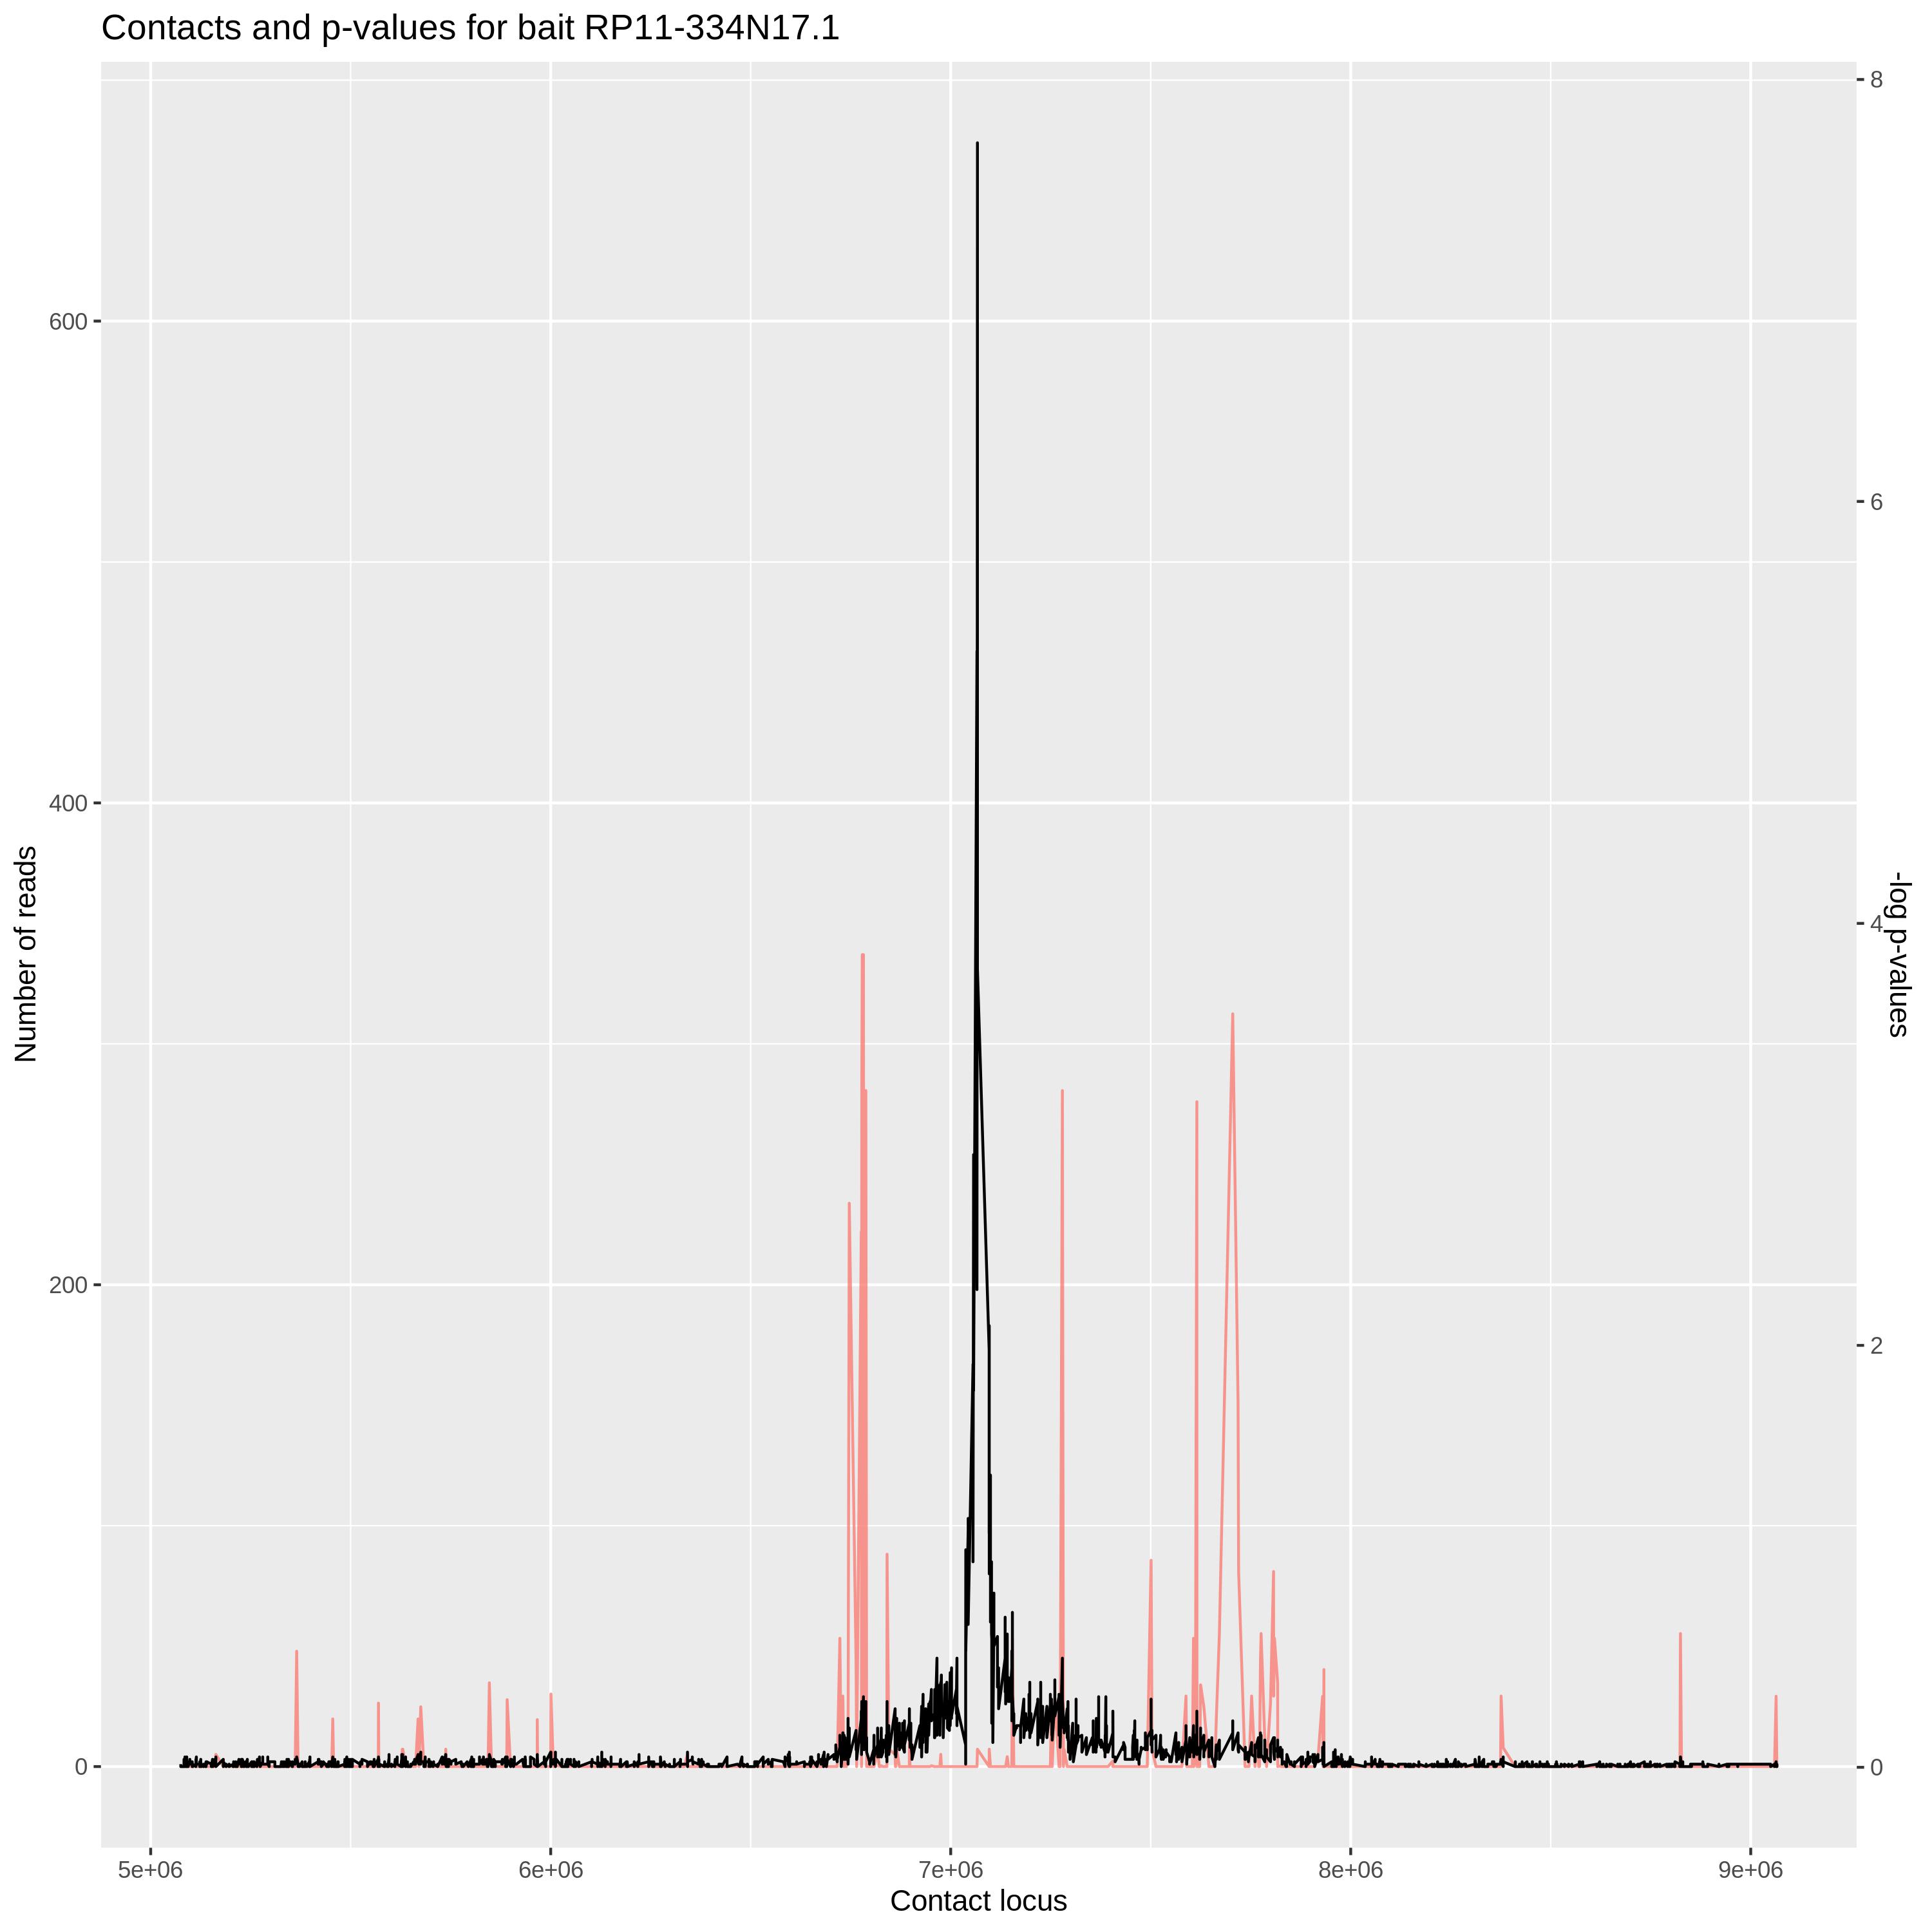 Contacts and p-values for bait RP11-334N17.1
8
600
6
400
4
Number of reads
-log p-values
200
2
0
0
5e+06 6e+06 7e+06 8e+06 9e+06
Contact locus